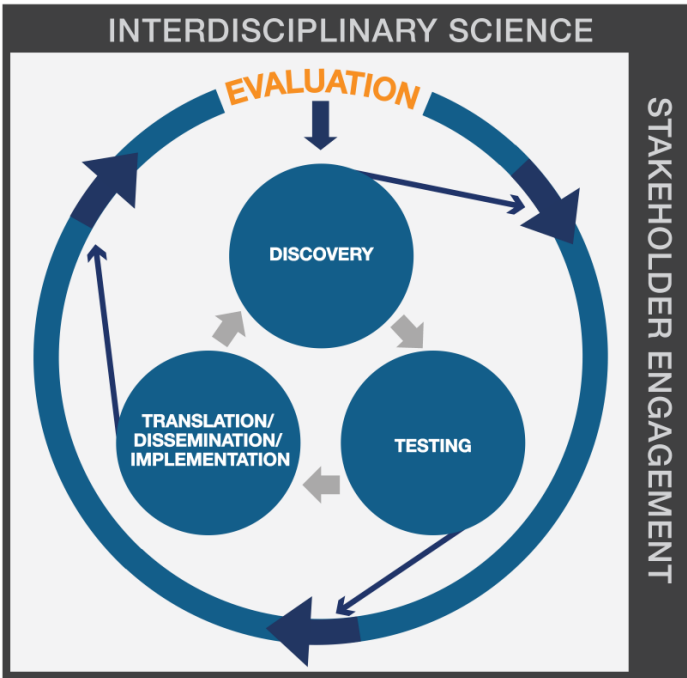 INTERDISCIPLINARY SCIENCE
STAKEHOLDER ENGAGEMENT
EVALUATION
DISCOVERY
TRANSLATION/
DISSEMINATION/
IMPLEMENTATION
TESTING